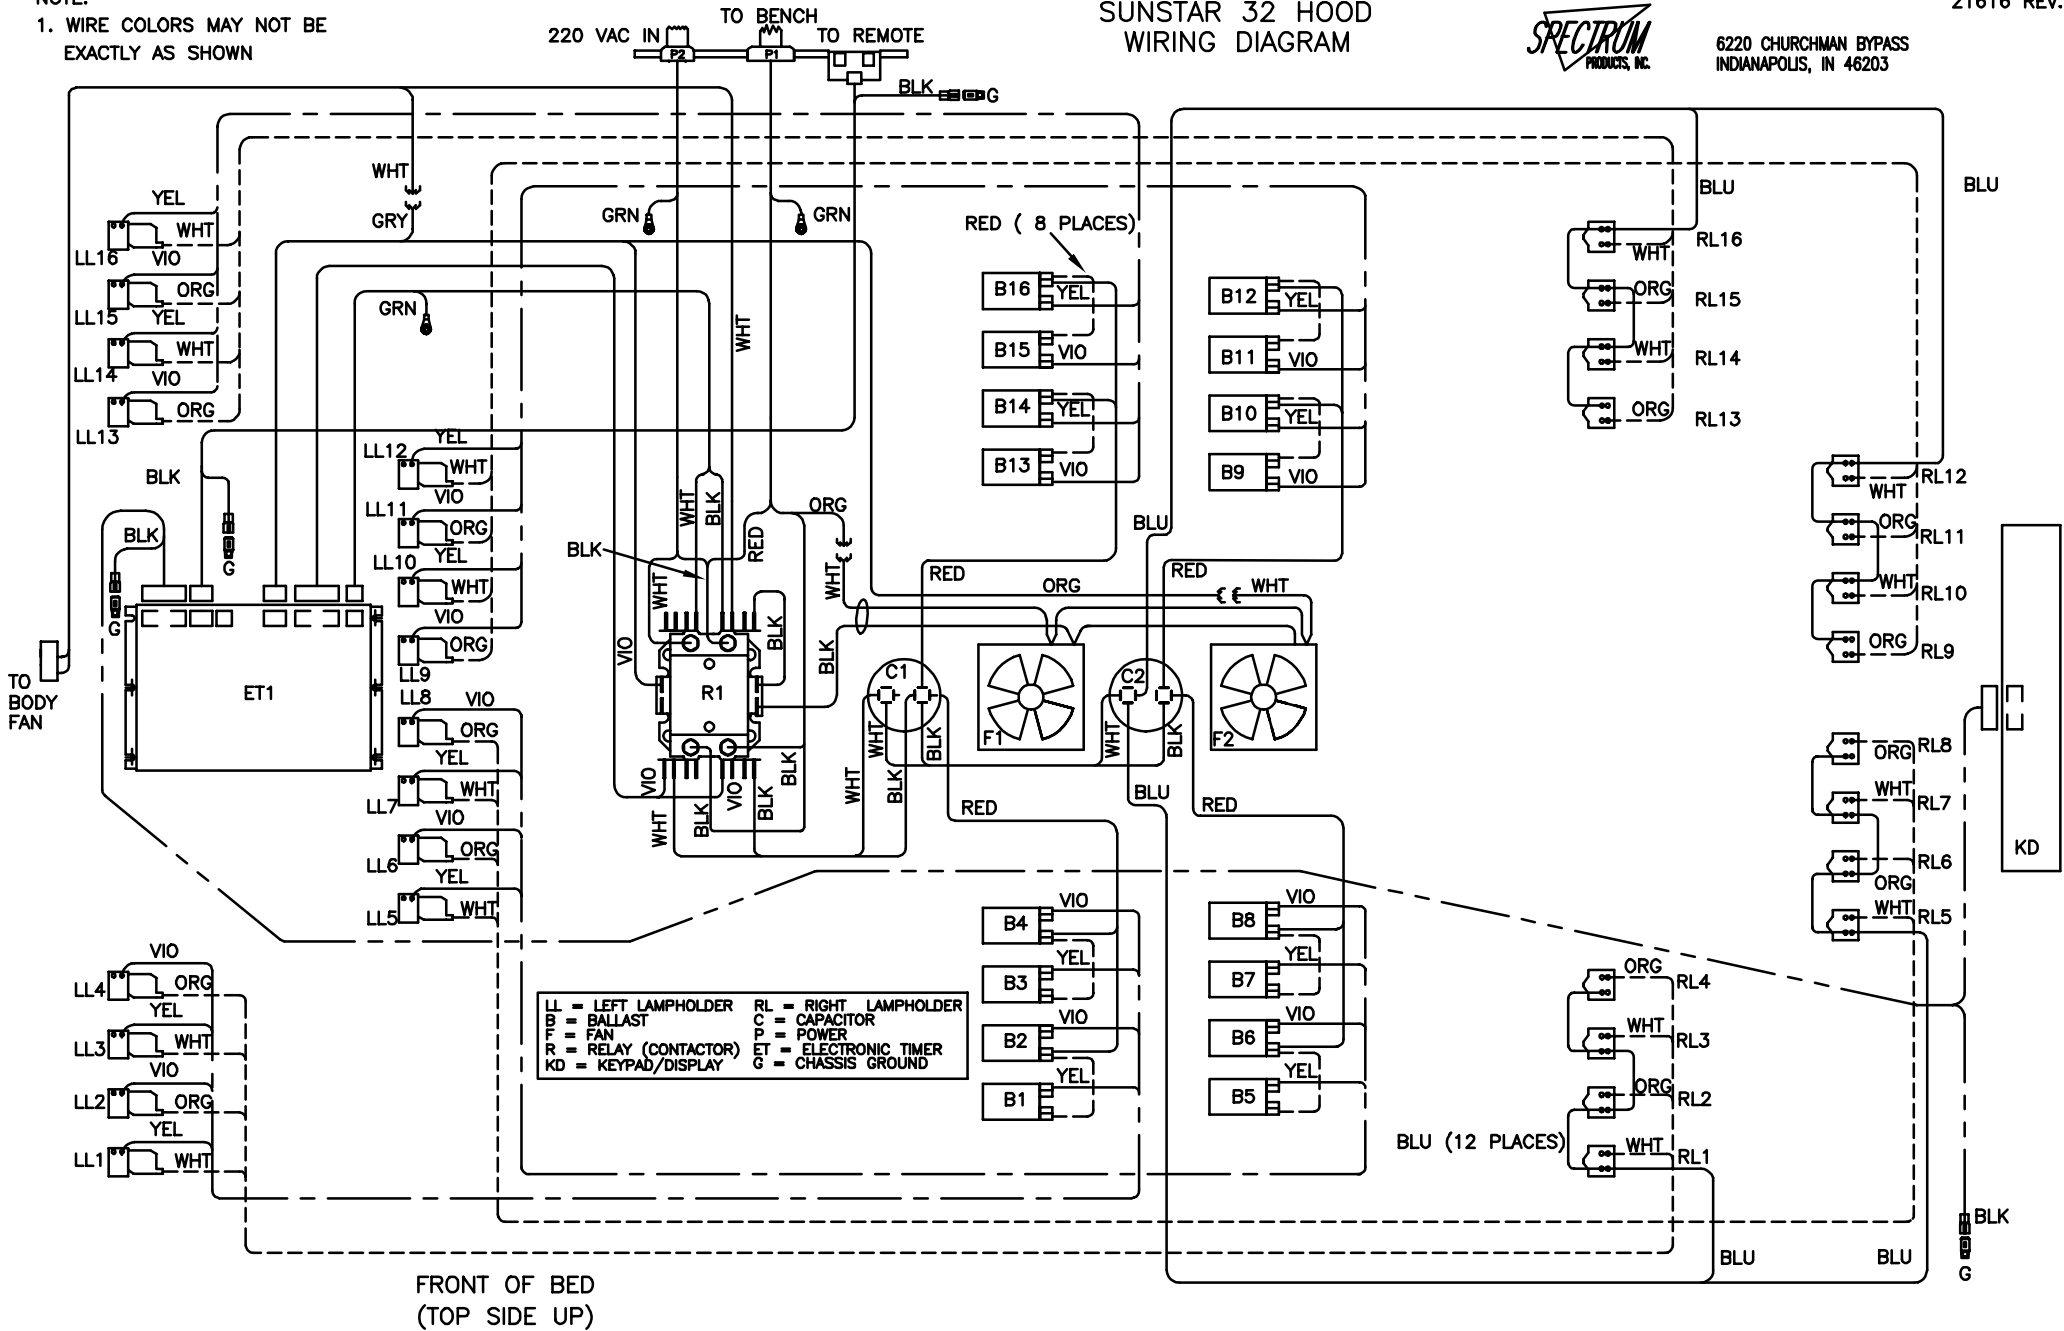 NOTE:
1. WIRE COLORS MAY NOT BE
EXACTLY AS SHOWN
220 VAC IN
TO BENCH
TO REMOTE
P2
P1
SUNSTAR 32 HOOD
WIRING DIAGRAM
SPECTRUM
PRODUCTS, INC.
6220 CHURCHMAN BYPASS
INDIANAPOLIS, IN 46203
21616 REV.
BLK
G
WHT
GRY
GRN
GRN
GRN
RED ( 8 PLACES)
BLU
BLU
YEL
WHT
LL16
VIO
ORG
LL15
YEL
WHT
LL14
VIO
ORG
LL13
BLK
BLK
G
G
TO
BODY
FAN
ET1
YEL
LL12
WHT
VIO
LL11
ORG
YEL
LL10
WHT
VIO
ORG
LL9
LL8
VIO
ORG
YEL
LL7
WHT
VIO
LL6
ORG
YEL
LL5
WHT
VIO
LL4
ORG
YEL
LL3
WHT
VIO
LL2
ORG
YEL
LL1
WHT
WHT
WHT
BLK
RED
ORG
BLK
WHT
WHT
BLK
BLK
VIO
R1
VIO
BLK
VIO
BLK
BLK
WHT
WHT
BLK
WHT
BLK
C1
RED
RED
ORG
WHT
F1
C2
BLU
RED
WHT
BLK
F2
BLU
RED
B16
YEL
B15
VIO
B14
YEL
B13
VIO
B12
YEL
B11
VIO
B10
YEL
B9
VIO
B4
VIO
B3
YEL
B2
VIO
B1
YEL
B8
VIO
B7
YEL
B6
VIO
B5
YEL
RL16
WHT
ORG
RL15
WHT
RL14
ORG
RL13
RL12
WHT
ORG
RL11
WHT
RL10
ORG
RL9
RL8
ORG
WHT
RL7
RL6
ORG
WHT
RL5
KD
ORG
RL4
WHT
RL3
ORG
RL2
BLU (12 PLACES)
WHT
RL1
BLU
BLU
BLK
G
LL = LEFT LAMPHOLDER RL = RIGHT LAMPHOLDER
B = BALLAST C = CAPACITOR
F = FAN P = POWER
R = RELAY (CONTACTOR) ET = ELECTRONIC TIMER
KD = KEYPAD/DISPLAY G = CHASSIS GROUND
FRONT OF BED
(TOP SIDE UP)